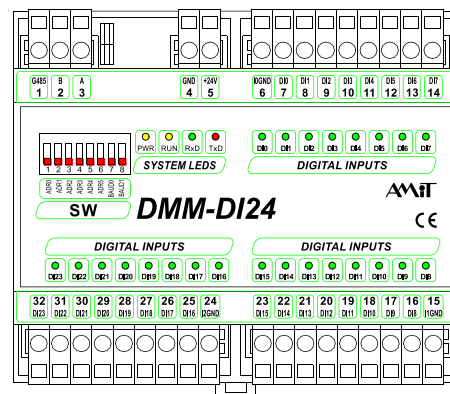 G485 B A GND +24V I0GND DI0 DI1 DI2 DI3 DI4 DI5 DI6 DI7
1 2 3 4 5 6 7 8 9 10 11 12 13 14
PWR RUN RxD TxD DI0 DI1 DI2 DI3 DI4 DI5 DI6 DI7
SYSTEM LEDS DIGITAL INPUTS
1 2 3 4 5 6 7 8
ADR0 ADR1 ADR2 ADR3 ADR4 ADR5 BAUD0 BAUD1
AMiT
SW DMM-DI24 CE
DIGITAL INPUTS DIGITAL INPUTS
DI23 DI22 DI21 DI20 DI19 DI18 DI17 DI16 DI15 DI14 DI13 DI12 DI11 DI10 DI9 DI8
32 31 30 29 28 27 26 25 24 23 22 21 20 19 18 17 16 15
DI23 DI22 DI21 DI20 DI19 DI18 DI17 DI16 I2GND DI15 DI14 DI13 DI12 DI11 DI10 DI9 DI8 I1GND